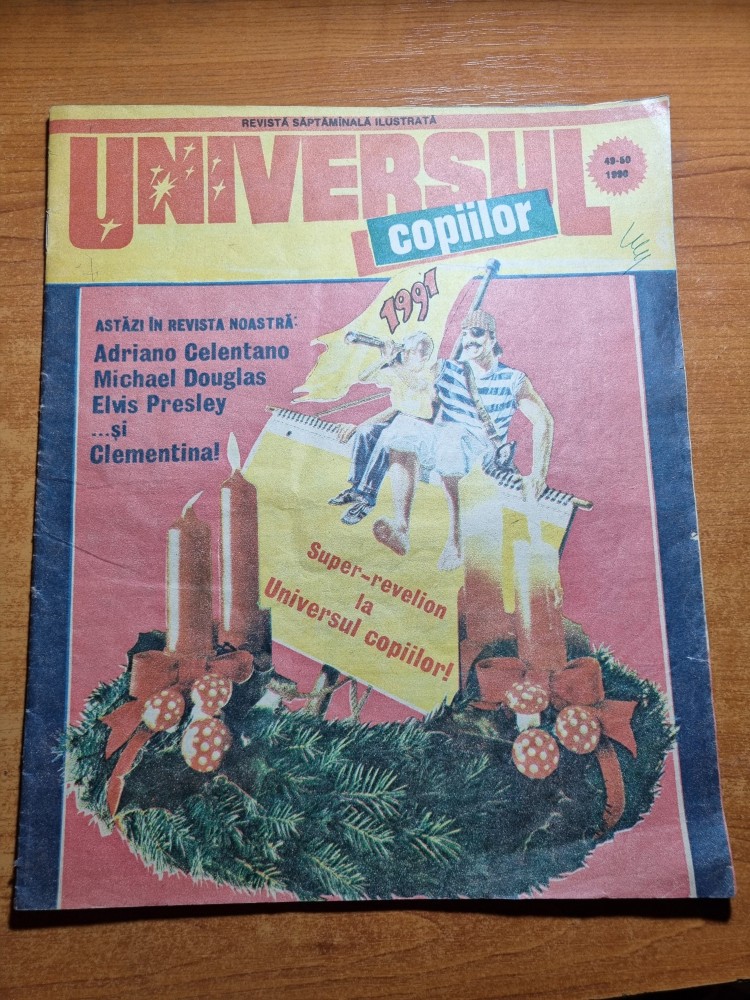 REVISTĂ SĂPTĂMÎNALĂ ILUSTRATĂ
UNIVERSUL
copiilor
49-50
1990
1991
ASTĂZI ÎN REVISTA NOASTRĂ:
Adriano Celentano
Michael Douglas
Elvis Presley
...și
Clementina!
Super-revelion
la
Universul copiilor!